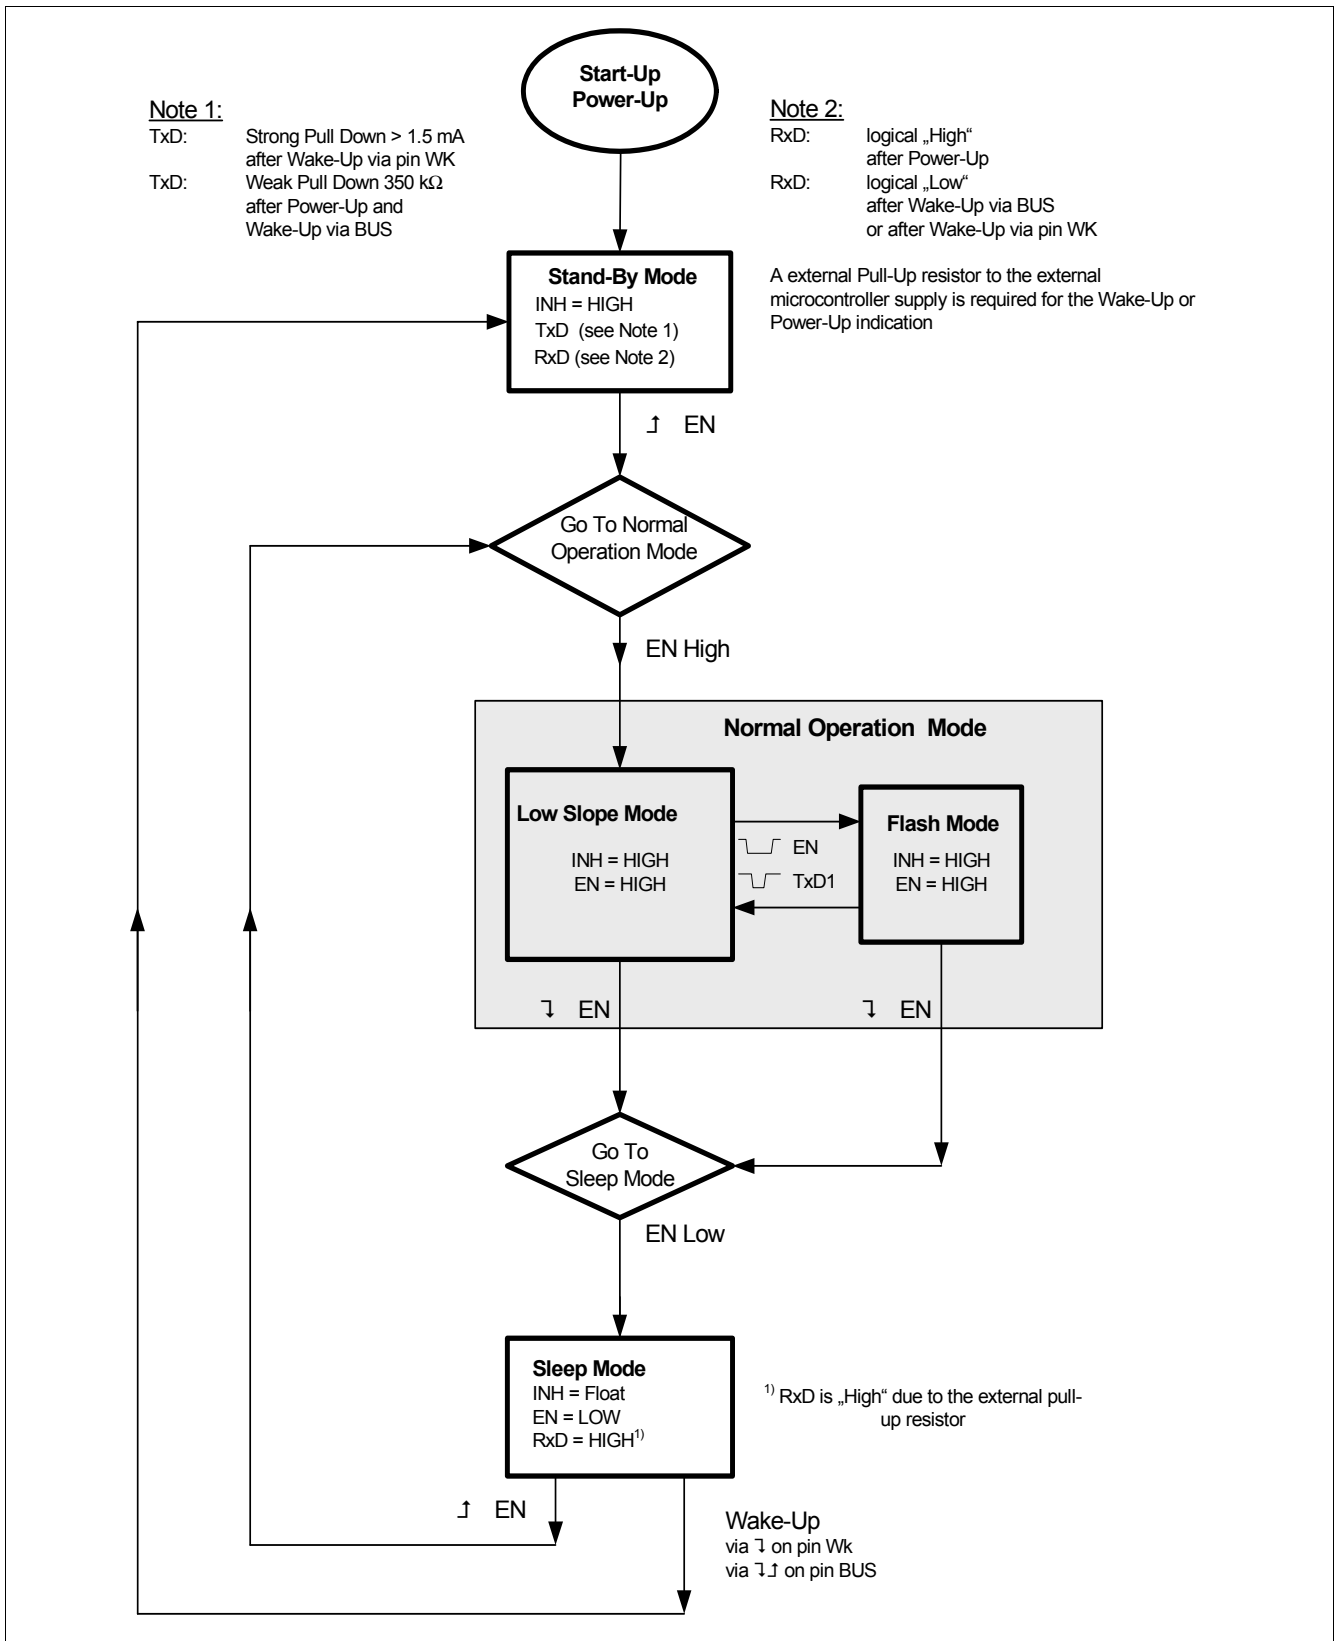 Start-Up
Power-Up
Note 1:
TxD: Strong Pull Down > 1.5 mA
after Wake-Up via pin WK
TxD: Weak Pull Down 350 kΩ
after Power-Up and
Wake-Up via BUS
Note 2:
RxD: logical „High“
after Power-Up
RxD: logical „Low“
after Wake-Up via BUS
or after Wake-Up via pin WK
A external Pull-Up resistor to the external
microcontroller supply is required for the Wake-Up or
Power-Up indication
Stand-By Mode
INH = HIGH
TxD (see Note 1)
RxD (see Note 2)
EN
Go To Normal
Operation Mode
EN High
Normal Operation Mode
Low Slope Mode
INH = HIGH
EN = HIGH
EN
TxD1
Flash Mode
INH = HIGH
EN = HIGH
EN
EN
Go To
Sleep Mode
EN Low
Sleep Mode
INH = Float
EN = LOW
RxD = HIGH1)
1) RxD is „High“ due to the external pull-
up resistor
EN
Wake-Up
via ↴ on pin Wk
via ↴⮥ on pin BUS